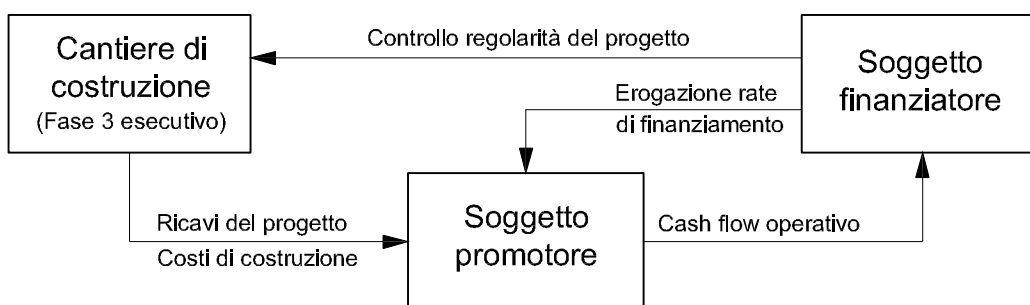 Cantiere di
costruzione
(Fase 3 esecutivo)
Controllo regolarità del progetto
Soggetto
finanziatore
Erogazione rate
di finanziamento
Ricavi del progetto
Costi di costruzione
Soggetto
promotore
Cash flow operativo